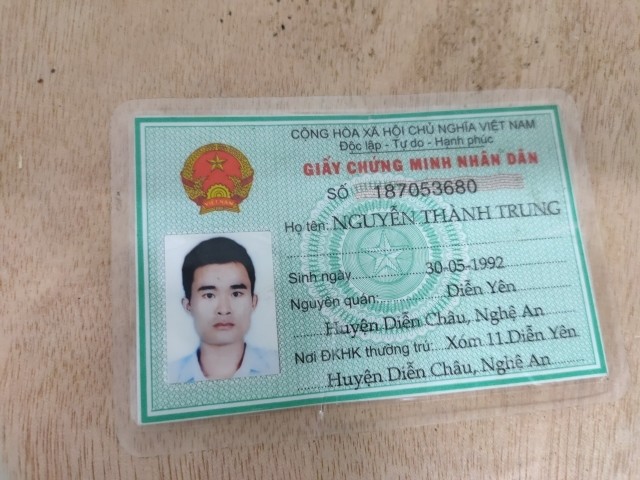 CỘNG HÒA XÃ HỘI CHỦ NGHĨA VIỆT NAM
Độc lập - Tự do - Hạnh phúc
GIẤY CHỨNG MINH NHÂN DÂN
SỐ 187053680
Họ tên: NGUYỄN THÀNH TRUNG
Sinh ngày 30-05-1992
Nguyên quán: Diễn Yên
Huyện Diễn Châu, Nghệ An
Nơi ĐKHK thường trú: Xóm 11.Diễn Yên
Huyện Diễn Châu, Nghệ An
VIỆT NAM